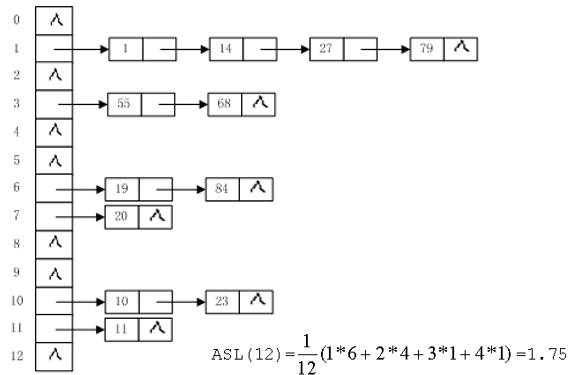 0 ∧
1 1 14 27 79 ∧
2 ∧
3 55 68 ∧
4 ∧
5 ∧
6 19 84 ∧
7 20 ∧
8 ∧
9 ∧
10 10 23 ∧
11 11 ∧
12 ∧
ASL(12)=1/12(1*6+2*4+3*1+4*1)=1.75